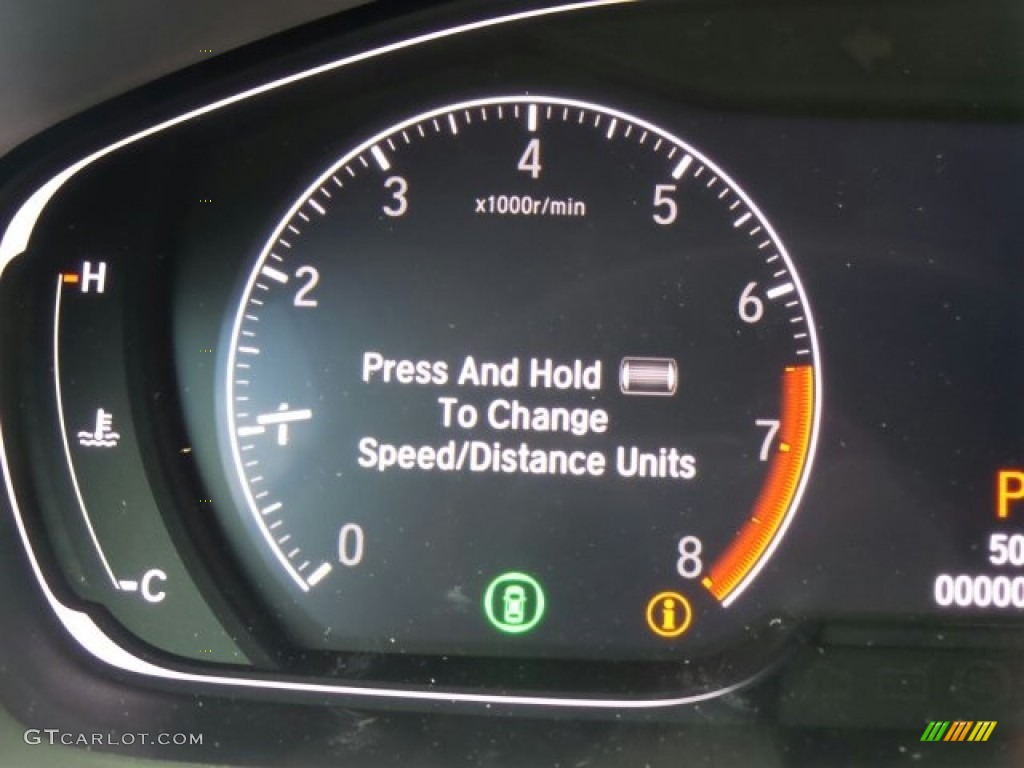 4
3
x1000r/min
5
H
2
6
Press And Hold
To Change
Speed/Distance Units
1
7
P
0
8
50
00000
C
i
GTCARLOT.COM